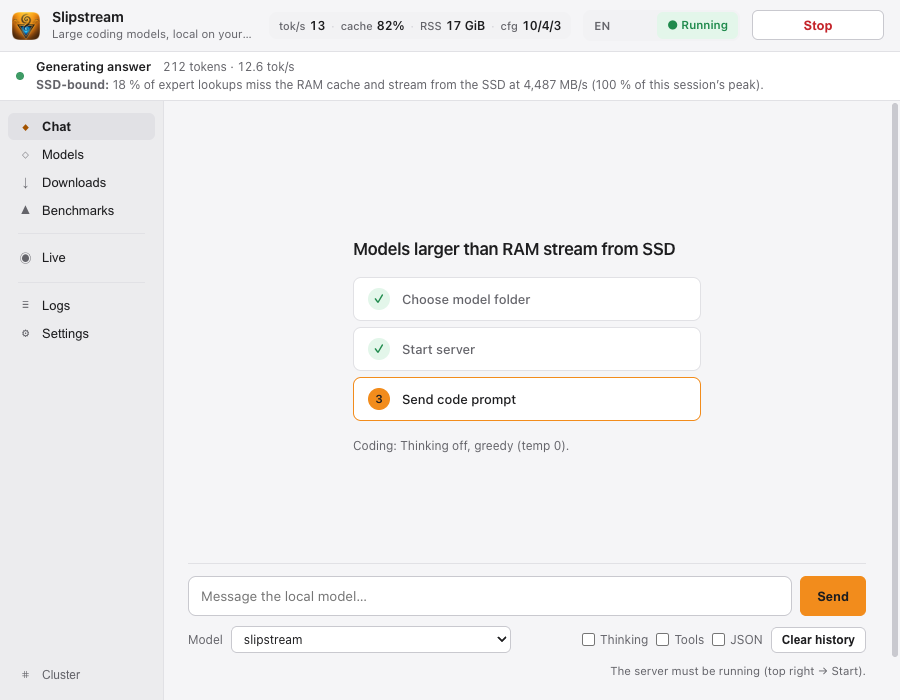 Slipstream
Large coding models, local on your…
tok/s 13 · cache 82% · RSS 17 GiB · cfg 10/4/3
EN
Running
Stop
Generating answer 212 tokens · 12.6 tok/s
SSD-bound: 18 % of expert lookups miss the RAM cache and stream from the SSD at 4,487 MB/s (100 % of this session's peak).
Chat
Models
Downloads
Benchmarks
Live
Logs
Settings
Cluster
Models larger than RAM stream from SSD
Choose model folder
Start server
3 Send code prompt
Coding: Thinking off, greedy (temp 0).
Message the local model…
Send
Model slipstream
Thinking
Tools
JSON
Clear history
The server must be running (top right → Start).